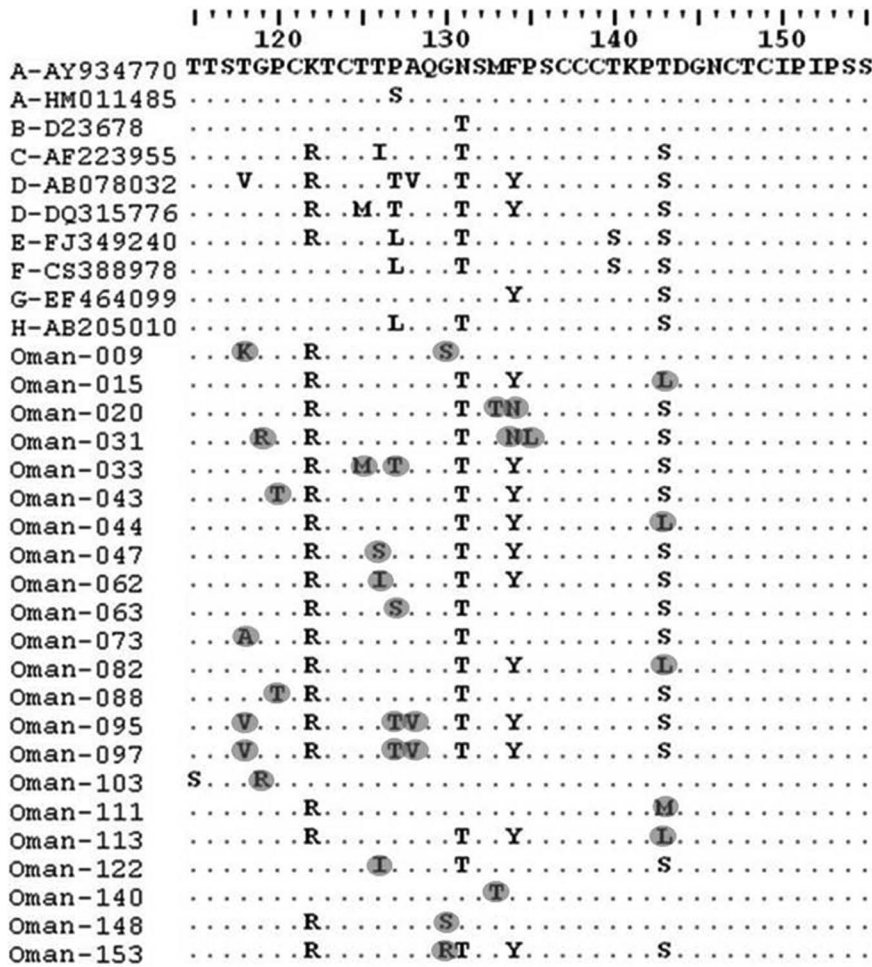 120 130 140 150
A-AY934770 TTSTGPCKTCTTPAQGNSMFPSCCCTKPTDGNCTCIPIPSS
A-HM011485 ............S............................
B-D23678 ................T........................
C-AF223955 .......R...I....T...........S............
D-AB078032 ...V...R....TV..T..Y........S............
D-DQ315776 .......R..M.T...T..Y........S............
E-FJ349240 .......R....L...T........S..S............
F-CS388978 ............L...T........S..S............
G-EF464099 ...................Y........S............
H-AB205010 ............L...T...........S............
Oman-009 ...K...R.......S.........................
Oman-015 .......R........T..Y........L............
Oman-020 .......R........T.TN........S............
Oman-031 ....R..R........T..NL.......S............
Oman-033 .......R..M.T...T..Y........S............
Oman-043 .....T.R........T..Y........S............
Oman-044 .......R........T..Y........L............
Oman-047 .......R...S....T..Y........S............
Oman-062 .......R...I....T..Y........S............
Oman-063 .......R....S...T...........S............
Oman-073 ...A...R........T...........S............
Oman-082 .......R........T..Y........L............
Oman-088 .....T.R........T...........S............
Oman-095 ...V...R....TV..T..Y........S............
Oman-097 ...V...R....TV..T..Y........S............
Oman-103 S...R....................................
Oman-111 .......R....................M............
Oman-113 .......R........T..Y........L............
Oman-122 ...........I....T...........S............
Oman-140 ..................T......................
Oman-148 .......R.......S.........................
Oman-153 .......R.......RT..Y........S............